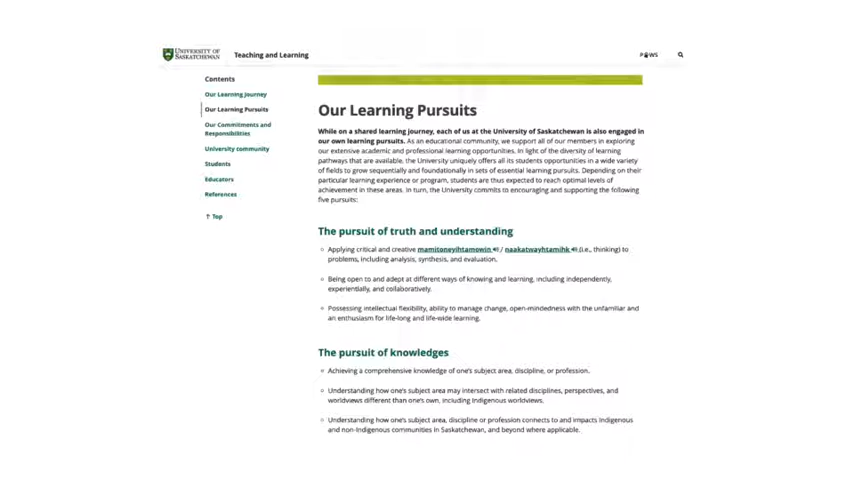 UNIVERSITY OF
SASKATCHEWAN
Teaching and Learning
PAWS
Contents
Our Learning Journey
Our Learning Pursuits
Our Commitments and
Responsibilities
University community
Students
Educators
References
↑ Top
Our Learning Pursuits
While on a shared learning journey, each of us at the University of Saskatchewan is also engaged in
our own learning pursuits. As an educational community, we support all of our members in exploring
our extensive academic and professional learning opportunities. In light of the diversity of learning
pathways that are available, the University uniquely offers all its students opportunities in a wide variety
of fields to grow sequentially and foundationally in sets of essential learning pursuits. Depending on their
particular learning experience or program, students are thus expected to reach optimal levels of
achievement in these areas. In turn, the University commits to encouraging and supporting the following
five pursuits:
The pursuit of truth and understanding
Applying critical and creative mamitoneyihtamowin / naakatwayhtamihk (i.e., thinking) to
problems, including analysis, synthesis, and evaluation.
Being open to and adept at different ways of knowing and learning, including independently,
experientially, and collaboratively.
Possessing intellectual flexibility, ability to manage change, open-mindedness with the unfamiliar and
an enthusiasm for life-long and life-wide learning.
The pursuit of knowledges
Achieving a comprehensive knowledge of one's subject area, discipline, or profession.
Understanding how one's subject area may intersect with related disciplines, perspectives, and
worldviews different than one's own, including Indigenous worldviews.
Understanding how one's subject area, discipline or profession connects to and impacts Indigenous
and non-Indigenous communities in Saskatchewan, and beyond where applicable.